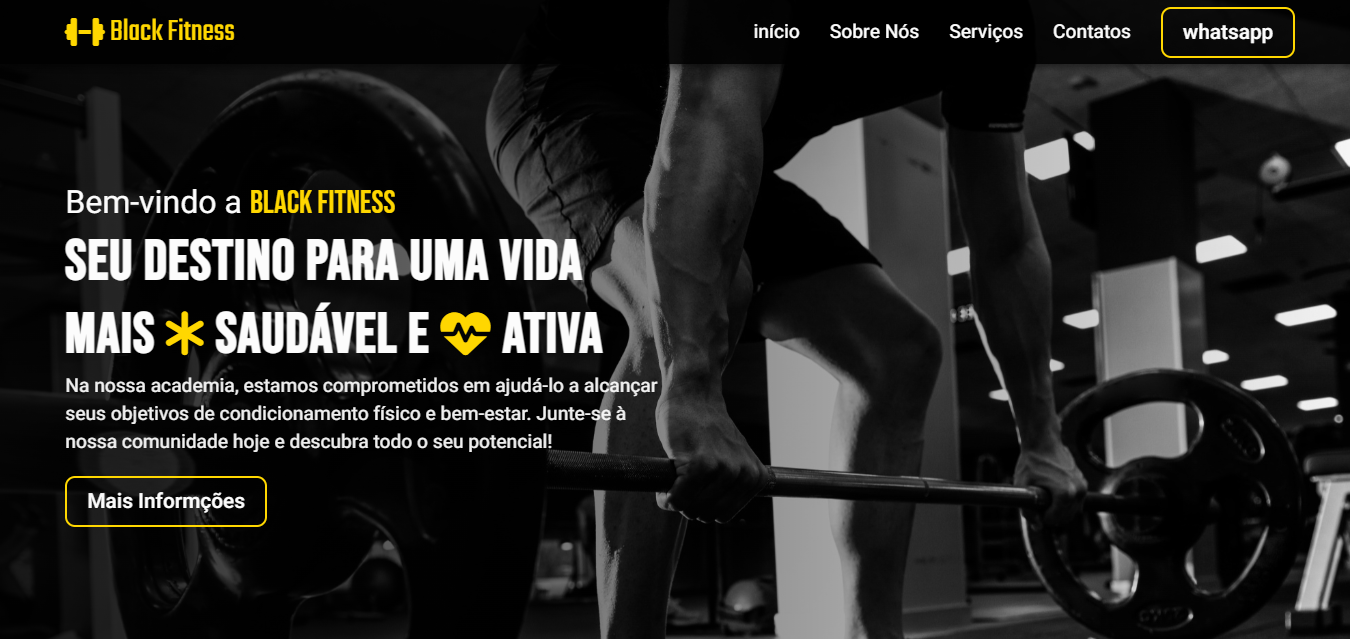 Black Fitness
início Sobre Nós Serviços Contatos whatsapp
Bem-vindo a BLACK FITNESS
SEU DESTINO PARA UMA VIDA
MAIS SAUDÁVEL E ATIVA
Na nossa academia, estamos comprometidos em ajudá-lo a alcançar
seus objetivos de condicionamento físico e bem-estar. Junte-se à
nossa comunidade hoje e descubra todo o seu potencial!
Mais Informções